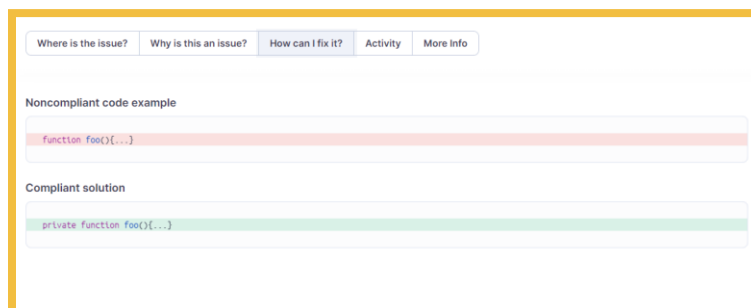 Where is the issue? Why is this an issue? How can I fix it? Activity More Info
Noncompliant code example
function foo(){...}
Compliant solution
private function foo(){...}